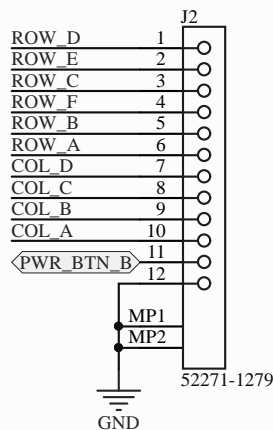 J2
ROW_D 1
ROW_E 2
ROW_C 3
ROW_F 4
ROW_B 5
ROW_A 6
COL_D 7
COL_C 8
COL_B 9
COL_A 10
PWR_BTN_B 11
12
MP1
MP2
52271-1279
GND